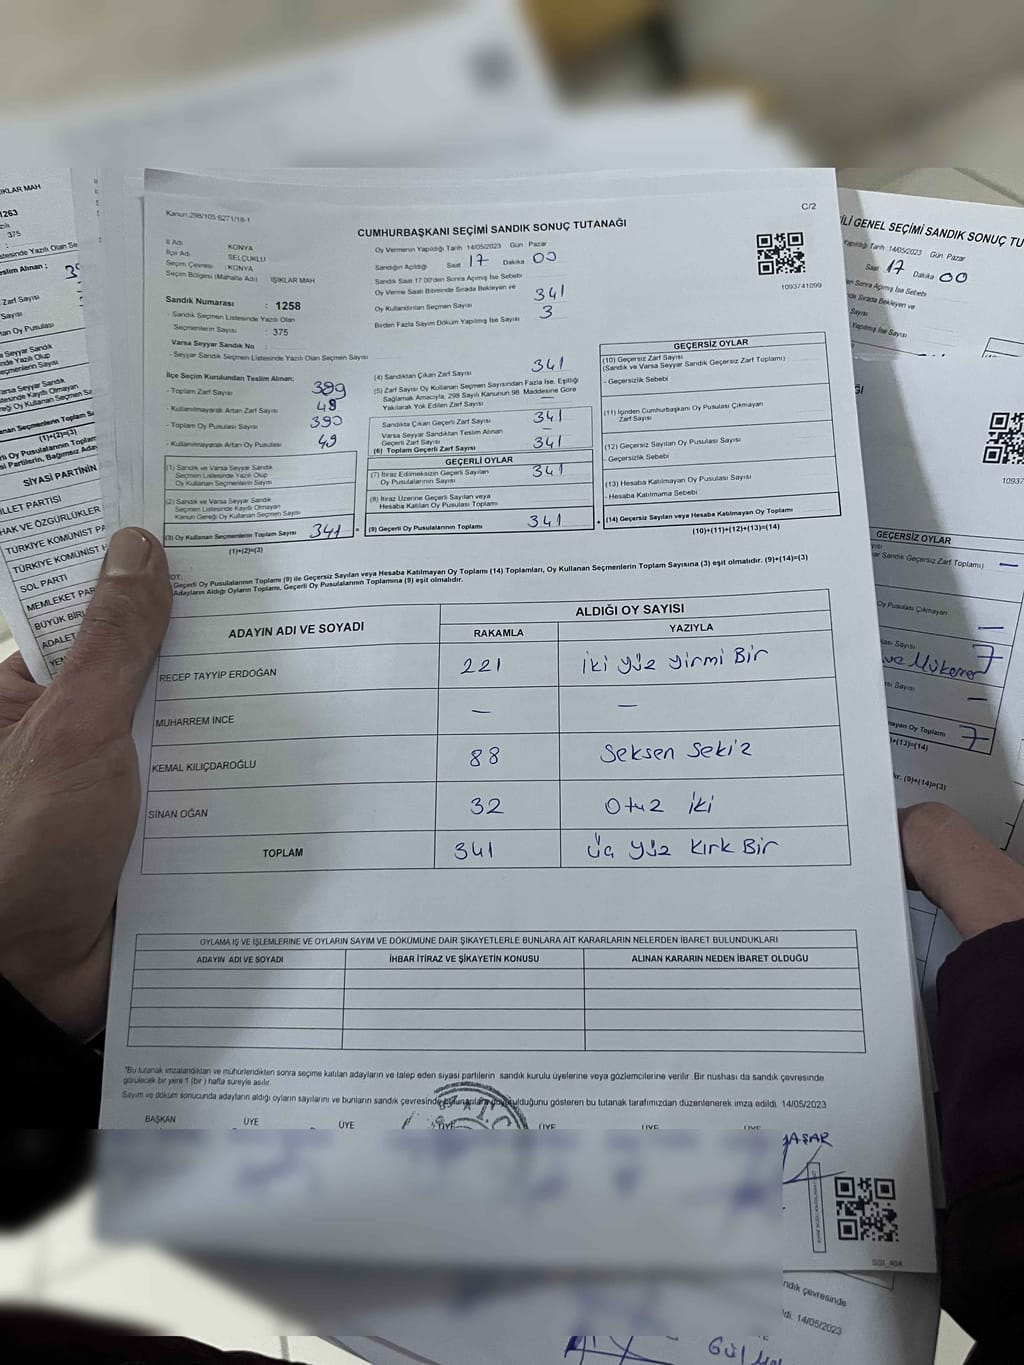 Kanun:298/105:6271/18-1
C/2
CUMHURBAŞKANI SEÇİMİ SANDIK SONUÇ TUTANAĞI
İl Adı KONYA
İlçe Adı SELÇUKLU
Seçim Çevresi : KONYA
Seçim Bölgesi (Mahalle Adı) IŞIKLAR MAH
Sandık Numarası : 1258
- Sandık Seçmen Listesinde Yazılı Olan
Seçmenlerin Sayısı : 375
Varsa Seyyar Sandık No :
- Seyyar Sandık Seçmen Listesinde Yazılı Olan Seçmen Sayısı
Oy Vermenin Yapıldığı Tarih 14/05/2023 Gün Pazar
Sandığın Açıldığı Saat 17 Dakika 00
Sandık Saat 17:00'den Sonra Açılmış İse Sebebi
Oy Verme Saati Bitiminde Sırada Bekleyen ve
Oy Kullandırılan Seçmen Sayısı 341
Birden Fazla Sayım Döküm Yapılmış İse Sayısı 3
1093741099
İlçe Seçim Kurulundan Teslim Alınan;
- Toplam Zarf Sayısı 389
- Kullanılmayarak Artan Zarf Sayısı 48
- Toplam Oy Pusulası Sayısı 390
- Kullanılmayarak Artan Oy Pusulası 49
(1) Sandık ve Varsa Seyyar Sandık
Seçmen Listesinde Yazılı Olup
Oy Kullanan Seçmenlerin Sayısı
(2) Sandık ve Varsa Seyyar Sandık
Seçmen Listesinde Kayıtlı Olmayan
Kanun Gereği Oy Kullanan Seçmen Sayısı
(3) Oy Kullanan Seçmenlerin Toplam Sayısı 341
(1)+(2)=(3)
(4) Sandıktan Çıkan Zarf Sayısı 341
(5) Zarf Sayısı Oy Kullanan Seçmen Sayısından Fazla İse, Eşitliği
Sağlamak Amacıyla, 298 Sayılı Kanunun 98. Maddesine Göre
Yakılarak Yok Edilen Zarf Sayısı —
Sandıkta Çıkan Geçerli Zarf Sayısı 341
Varsa Seyyar Sandıktan Teslim Alınan
Geçerli Zarf Sayısı —
(6) Toplam Geçerli Zarf Sayısı 341
GEÇERLİ OYLAR
(7) İtiraz Edilmeksizin Geçerli Sayılan
Oy Pusulalarının Sayısı 341
(8) İtiraz Üzerine Geçerli Sayılan veya
Hesaba Katılan Oy Pusulası Toplamı
(9) Geçerli Oy Pusulalarının Toplamı 341
GEÇERSİZ OYLAR
(10) Geçersiz Zarf Sayısı
(Sandık ve Varsa Seyyar Sandık Geçersiz Zarf Toplamı)
- Geçersizlik Sebebi
(11) İçinden Cumhurbaşkanı Oy Pusulası Çıkmayan
Zarf Sayısı
(12) Geçersiz Sayılan Oy Pusulası Sayısı
- Geçersizlik Sebebi
(13) Hesaba Katılmayan Oy Pusulası Sayısı
- Hesaba Katılmama Sebebi
(14) Geçersiz Sayılan veya Hesaba Katılmayan Oy Toplamı
(10)+(11)+(12)+(13)=(14)
Geçerli Oy Pusulalarının Toplamı (9) ile Geçersiz Sayılan veya Hesaba Katılmayan Oy Toplamı (14) Toplamları, Oy Kullanan Seçmenlerin Toplam Sayısına (3) eşit olmalıdır. (9)+(14)=(3)
Adayların Aldığı Oyların Toplamı, Geçerli Oy Pusulalarının Toplamına (9) eşit olmalıdır.
ADAYIN ADI VE SOYADI ALDIĞI OY SAYISI
RAKAMLA YAZIYLA
RECEP TAYYİP ERDOĞAN 221 iki yüz yirmi Bir
MUHARREM İNCE — —
KEMAL KILIÇDAROĞLU 88 Seksen Sekiz
SİNAN OĞAN 32 Otuz iki
TOPLAM 341 Üç yüz Kırk Bir
OYLAMA İŞ VE İŞLEMLERİNE VE OYLARIN SAYIM VE DÖKÜMÜNE DAİR ŞİKAYETLERLE BUNLARA AİT KARARLARIN NELERDEN İBARET BULUNDUKLARI
ADAYIN ADI VE SOYADI İHBAR İTİRAZ VE ŞİKAYETİN KONUSU ALINAN KARARIN NEDEN İBARET OLDUĞU
*Bu tutanak imzalandıktan ve mühürlendikten sonra seçime katılan adayların ve talep eden siyasi partilerin sandık kurulu üyelerine veya gözlemcilerine verilir. Bir nüshası da sandık çevresinde
görülecek bir yere 1 (bir) hafta süreyle asılır.
Sayım ve döküm sonucunda adayların aldığı oyların sayılarını ve bunların sandık çevresinde gösteren bu tutanak tarafımızdan düzenlenerek imza edildi. 14/05/2023
BAŞKAN ÜYE ÜYE ÜYE ÜYE ÜYE ÜYE
YAŞAR
SSI_404
1263
375
SİYASİ PARTİNİN
MİLLET PARTİSİ
HAK VE ÖZGÜRLÜKLER
TÜRKİYE KOMÜNİST
TÜRKİYE KOMÜNİST
SOL PARTİ
MEMLEKET
BÜYÜK
ADALET
GENEL SEÇİMİ SANDIK SONUÇ
Tarih 14/05/2023 Gün Pazar
Saat 17 Dakika 00
GEÇERSİZ OYLAR
Oy Pusulası Çıkmayan
ve Mükerrer 7
7
(9)+(14)=(3)
sandık çevresinde
14/05/2023